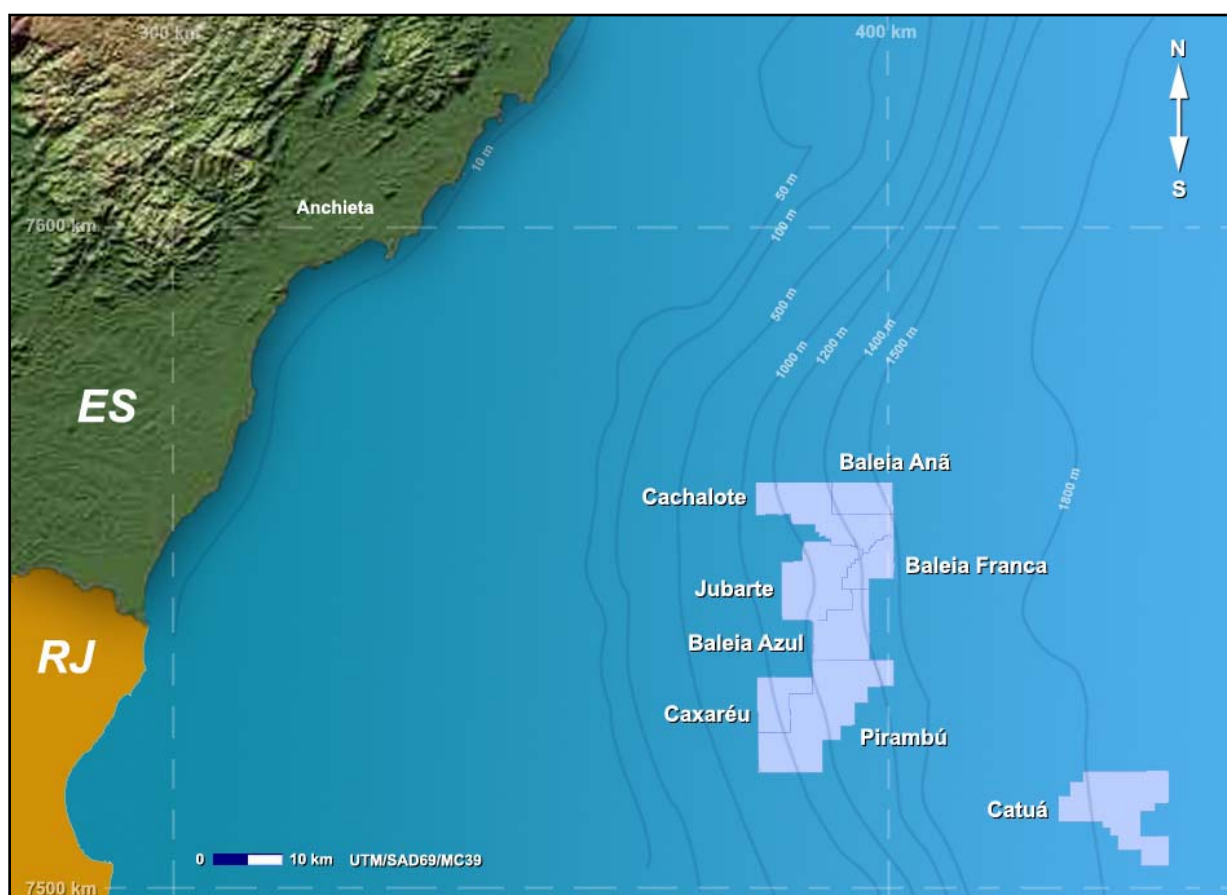 300 km
400 km
N
S
10 m
Anchieta
7600 km
50 m
100 m
500 m
1000 m
1200 m
1400 m
1500 m
1800 m
ES
Baleia Anã
Cachalote
Baleia Franca
Jubarte
Baleia Azul
RJ
Caxaréu
Pirambú
Catuá
0 10 km UTM/SAD69/MC39
7500 km